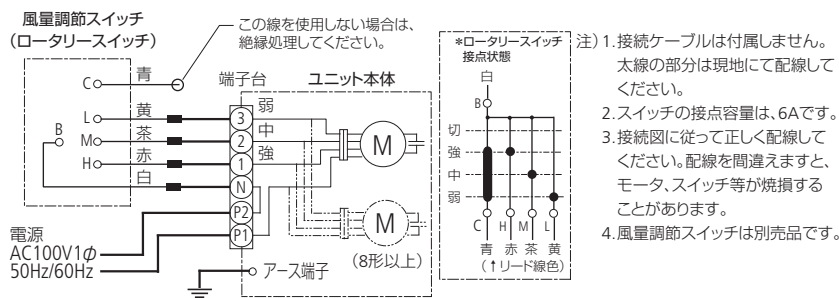 風量調節スイッチ
（ロータリースイッチ）
この線を使用しない場合は、
絶縁処理してください。
C
青
端子台
ユニット本体
B
L
黄
3
弱
M
茶
2
中
H
赤
1
強
白
N
P2
P1
M
M
(8形以上)
電源
AC100V1φ
50Hz/60Hz
アース端子
*ロータリースイッチ
接点状態
白
B
切
強
中
弱
C H M L
青 赤 茶 黄
(↑リード線色)
注）1.接続ケーブルは付属しません。
太線の部分は現地にて配線して
ください。
2.スイッチの接点容量は、6Aです。
3.接続図に従って正しく配線して
ください。配線を間違えますと、
モータ、スイッチ等が焼損する
ことがあります。
4.風量調節スイッチは別売品です。